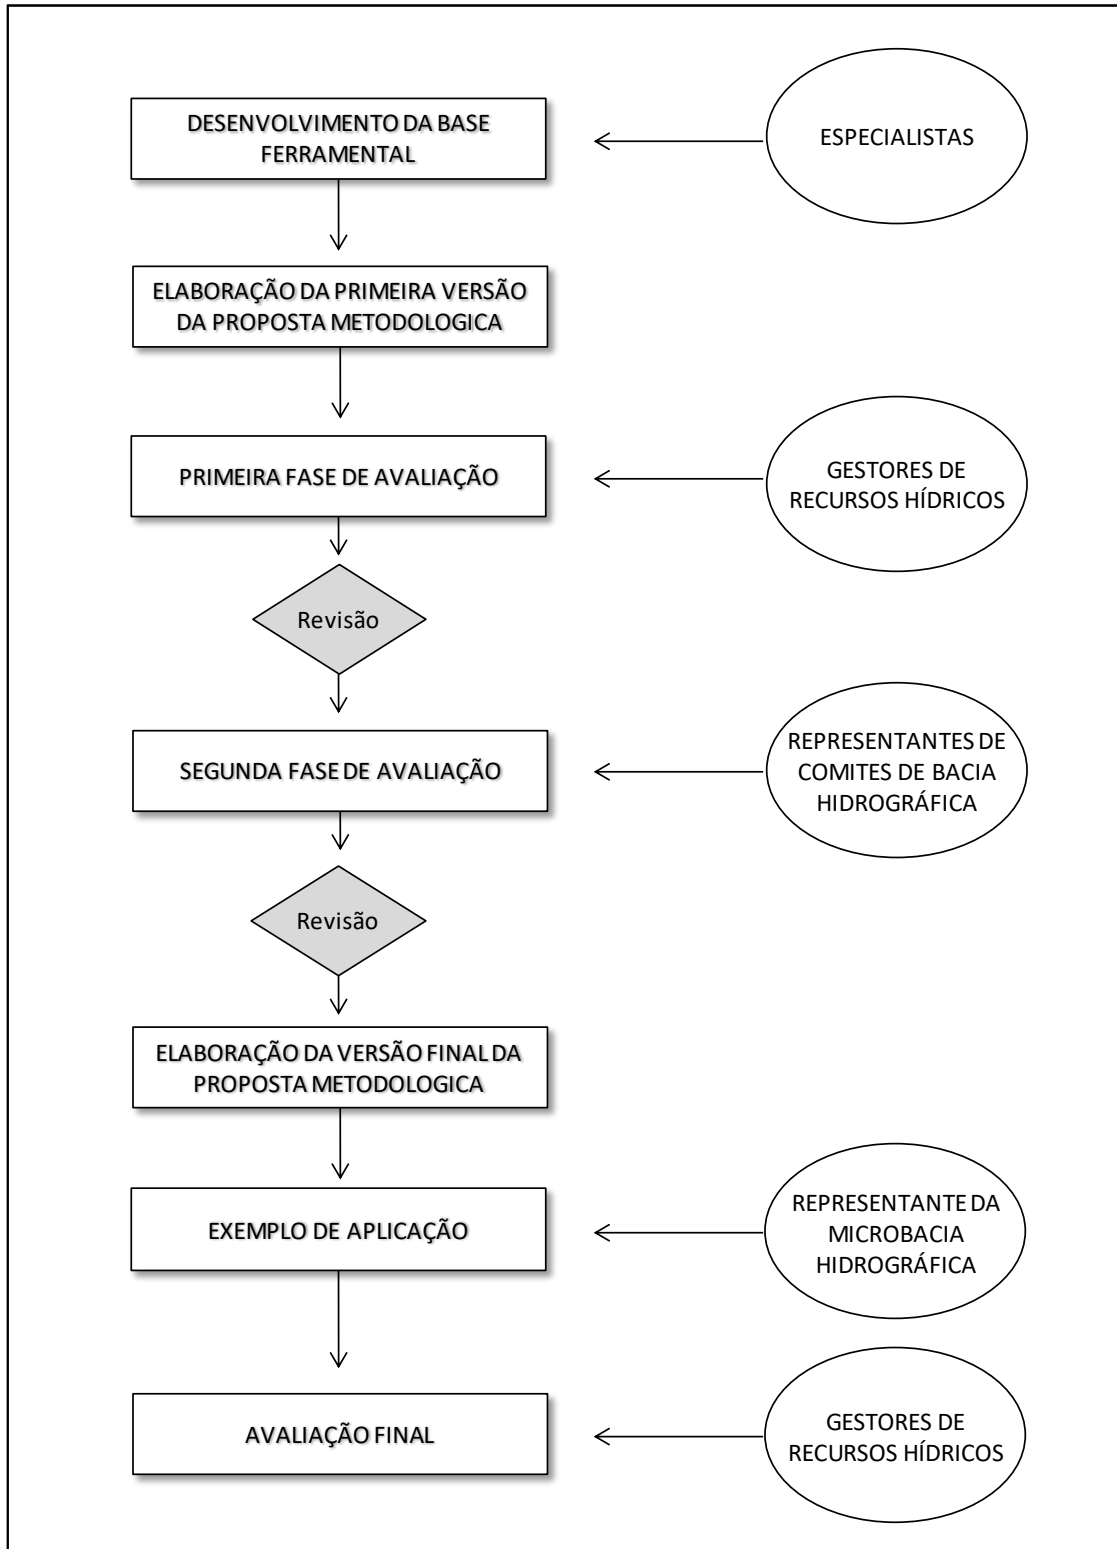 DESENVOLVIMENTO DA BASE
FERRAMENTAL
ESPECIALISTAS
ELABORAÇÃO DA PRIMEIRA VERSÃO
DA PROPOSTA METODOLOGICA
PRIMEIRA FASE DE AVALIAÇÃO
GESTORES DE
RECURSOS HÍDRICOS
Revisão
SEGUNDA FASE DE AVALIAÇÃO
REPRESENTANTES DE
COMITES DE BACIA
HIDROGRÁFICA
Revisão
ELABORAÇÃO DA VERSÃO FINAL DA
PROPOSTA METODOLOGICA
EXEMPLO DE APLICAÇÃO
REPRESENTANTE DA
MICROBACIA
HIDROGRÁFICA
AVALIAÇÃO FINAL
GESTORES DE
RECURSOS HÍDRICOS